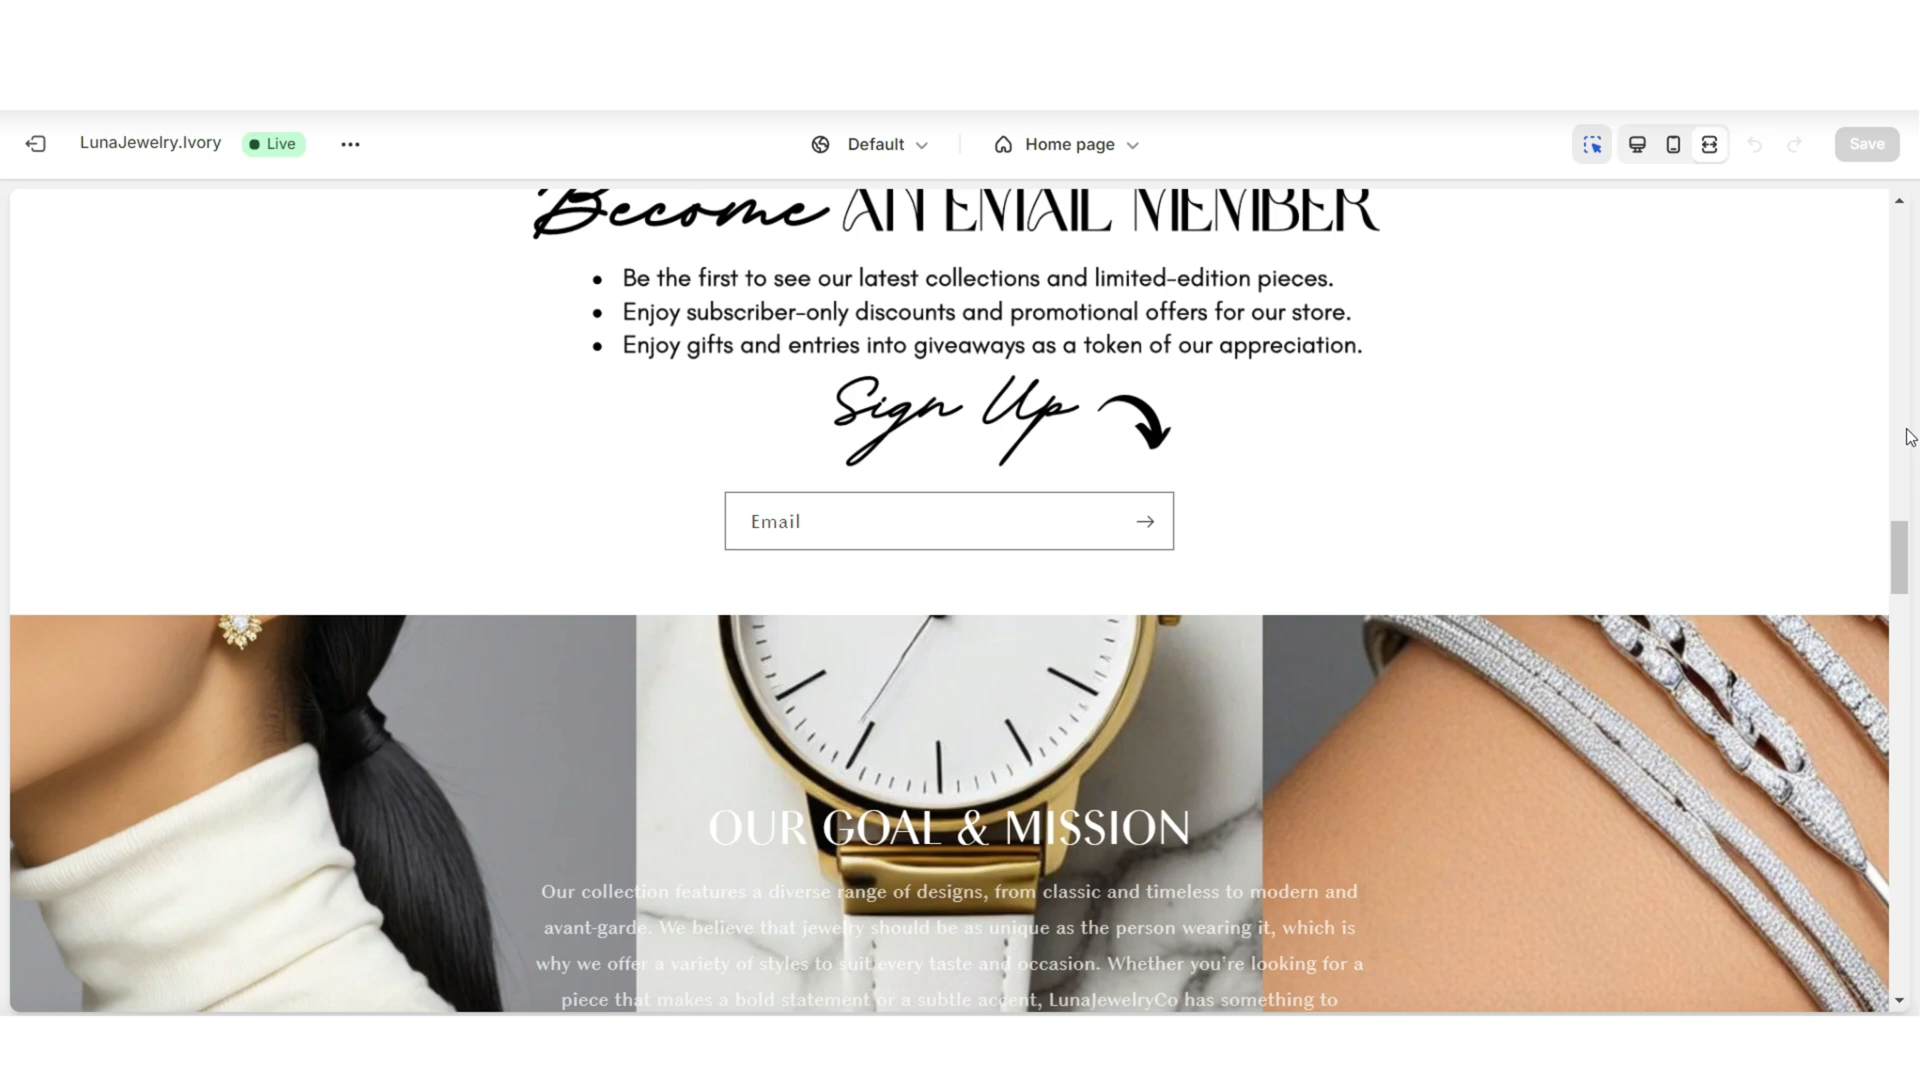 LunaJewelry.Ivory
Live
Default
Home page
Save
Become AN EMAIL MEMBER
• Be the first to see our latest collections and limited-edition pieces.
• Enjoy subscriber-only discounts and promotional offers for our store.
• Enjoy gifts and entries into giveaways as a token of our appreciation.
Sign Up
Email
OUR GOAL & MISSION
Our collection features a diverse range of designs, from classic and timeless to modern and
avant-garde. We believe that jewelry should be as unique as the person wearing it, which is
why we offer a variety of styles to suit every taste and occasion. Whether you're looking for a
piece that makes a bold statement or a subtle accent, LunaJewelryCo has something to